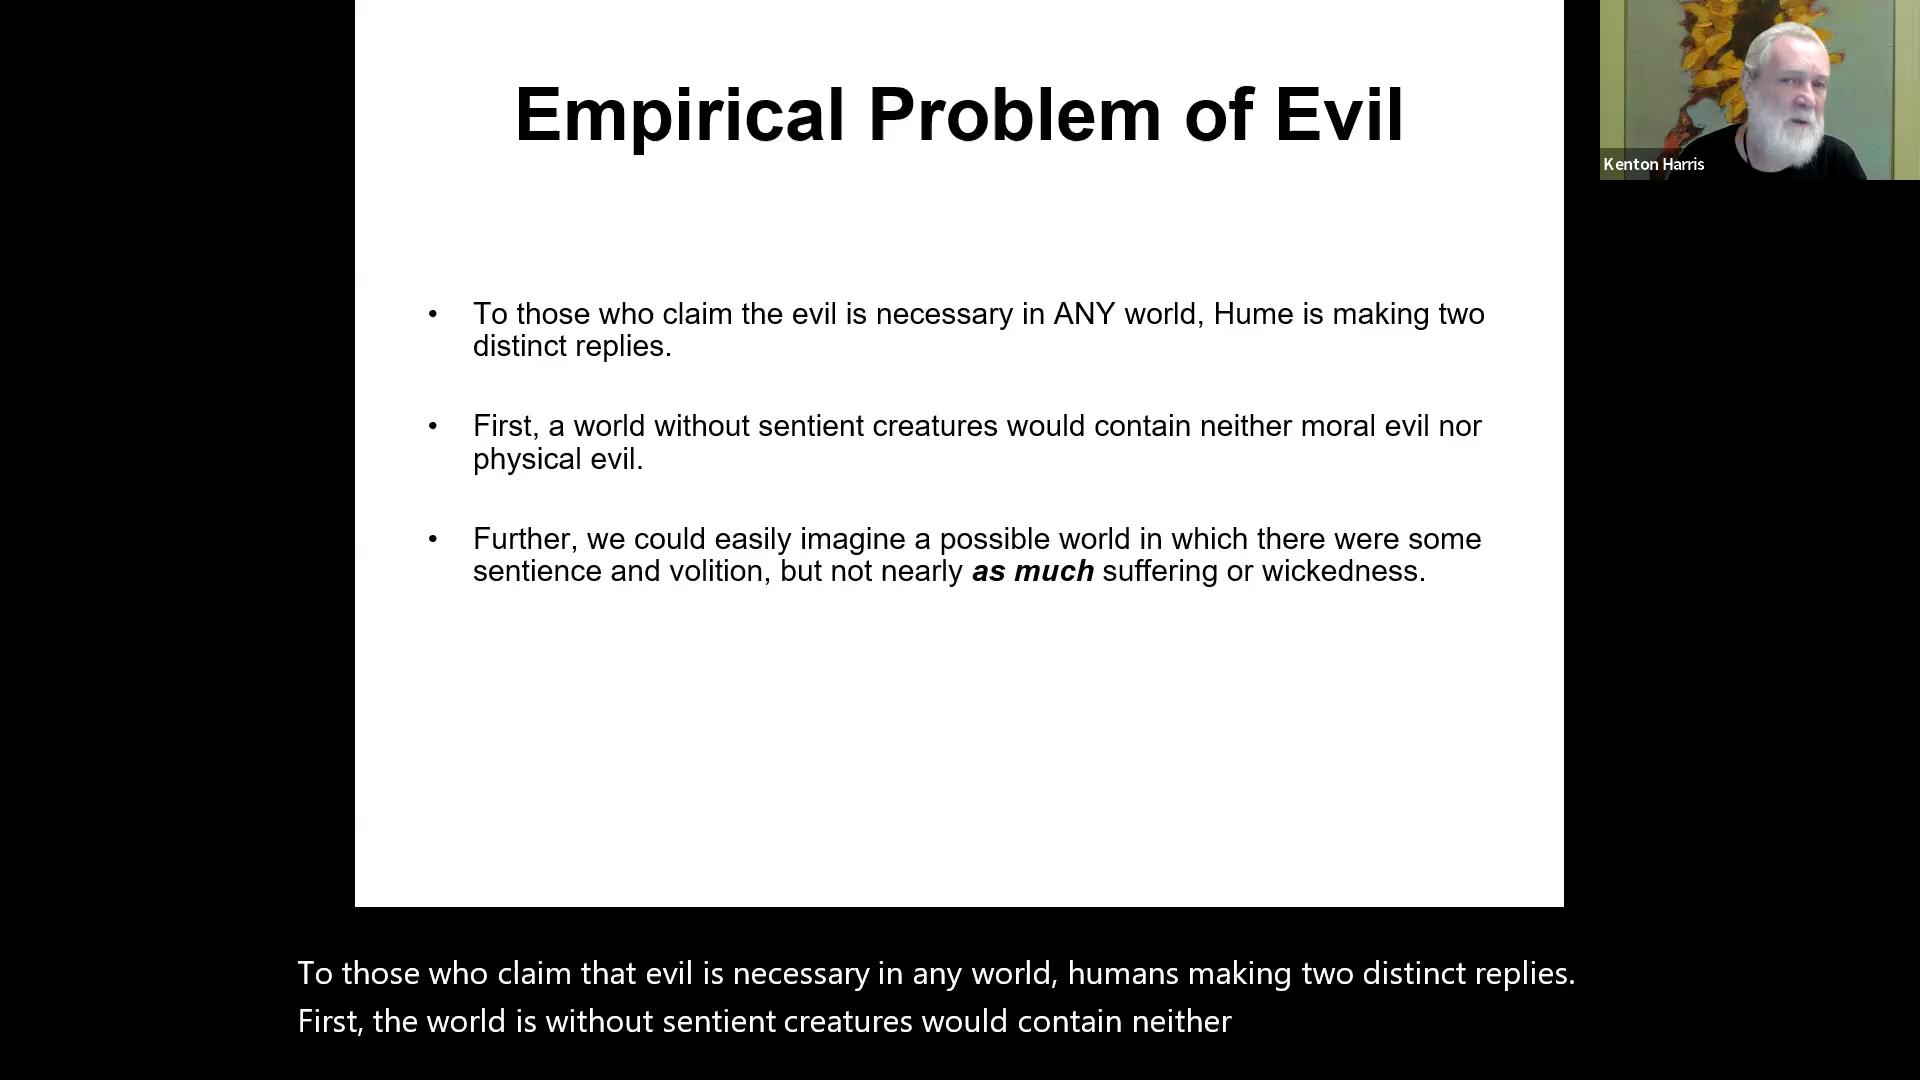 Empirical Problem of Evil
Kenton Harris
• To those who claim the evil is necessary in ANY world, Hume is making two
distinct replies.
• First, a world without sentient creatures would contain neither moral evil nor
physical evil.
• Further, we could easily imagine a possible world in which there were some
sentience and volition, but not nearly as much suffering or wickedness.
To those who claim that evil is necessary in any world, humans making two distinct replies.
First, the world is without sentient creatures would contain neither